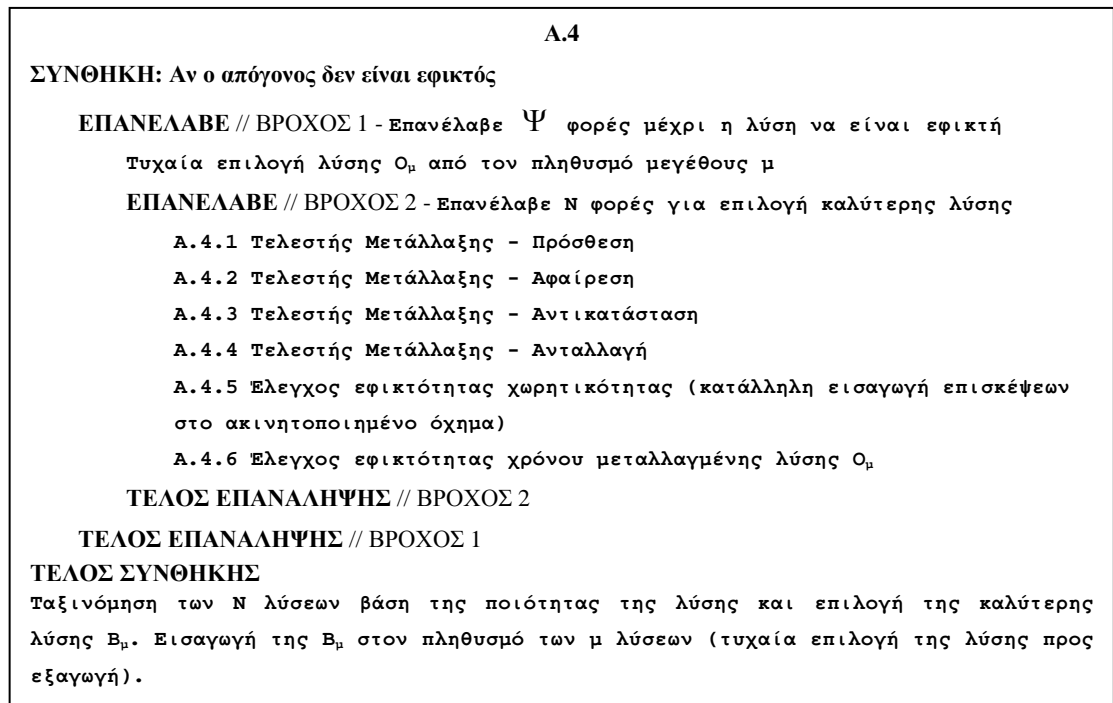 Α.4
ΣΥΝΘΗΚΗ: Αν ο απόγονος δεν είναι εφικτός
ΕΠΑΝΕΛΑΒΕ // ΒΡΟΧΟΣ 1 - Επανέλαβε Ψ φορές μέχρι η λύση να είναι εφικτή
Τυχαία επιλογή λύσης Ομ από τον πληθυσμό μεγέθους μ
ΕΠΑΝΕΛΑΒΕ // ΒΡΟΧΟΣ 2 - Επανέλαβε Ν φορές για επιλογή καλύτερης λύσης
Α.4.1 Τελεστής Μετάλλαξης - Πρόσθεση
Α.4.2 Τελεστής Μετάλλαξης - Αφαίρεση
Α.4.3 Τελεστής Μετάλλαξης - Αντικατάσταση
Α.4.4 Τελεστής Μετάλλαξης - Ανταλλαγή
Α.4.5 Έλεγχος εφικτότητας χωρητικότητας (κατάλληλη εισαγωγή επισκέψεων
στο ακινητοποιημένο όχημα)
Α.4.6 Έλεγχος εφικτότητας χρόνου μεταλλαγμένης λύσης Ομ
ΤΕΛΟΣ ΕΠΑΝΑΛΗΨΗΣ // ΒΡΟΧΟΣ 2
ΤΕΛΟΣ ΕΠΑΝΑΛΗΨΗΣ // ΒΡΟΧΟΣ 1
ΤΕΛΟΣ ΣΥΝΘΗΚΗΣ
Ταξινόμηση των Ν λύσεων βάση της ποιότητας της λύσης και επιλογή της καλύτερης
λύσης Βμ. Εισαγωγή της Βμ στον πληθυσμό των μ λύσεων (τυχαία επιλογή της λύσης προς
εξαγωγή).